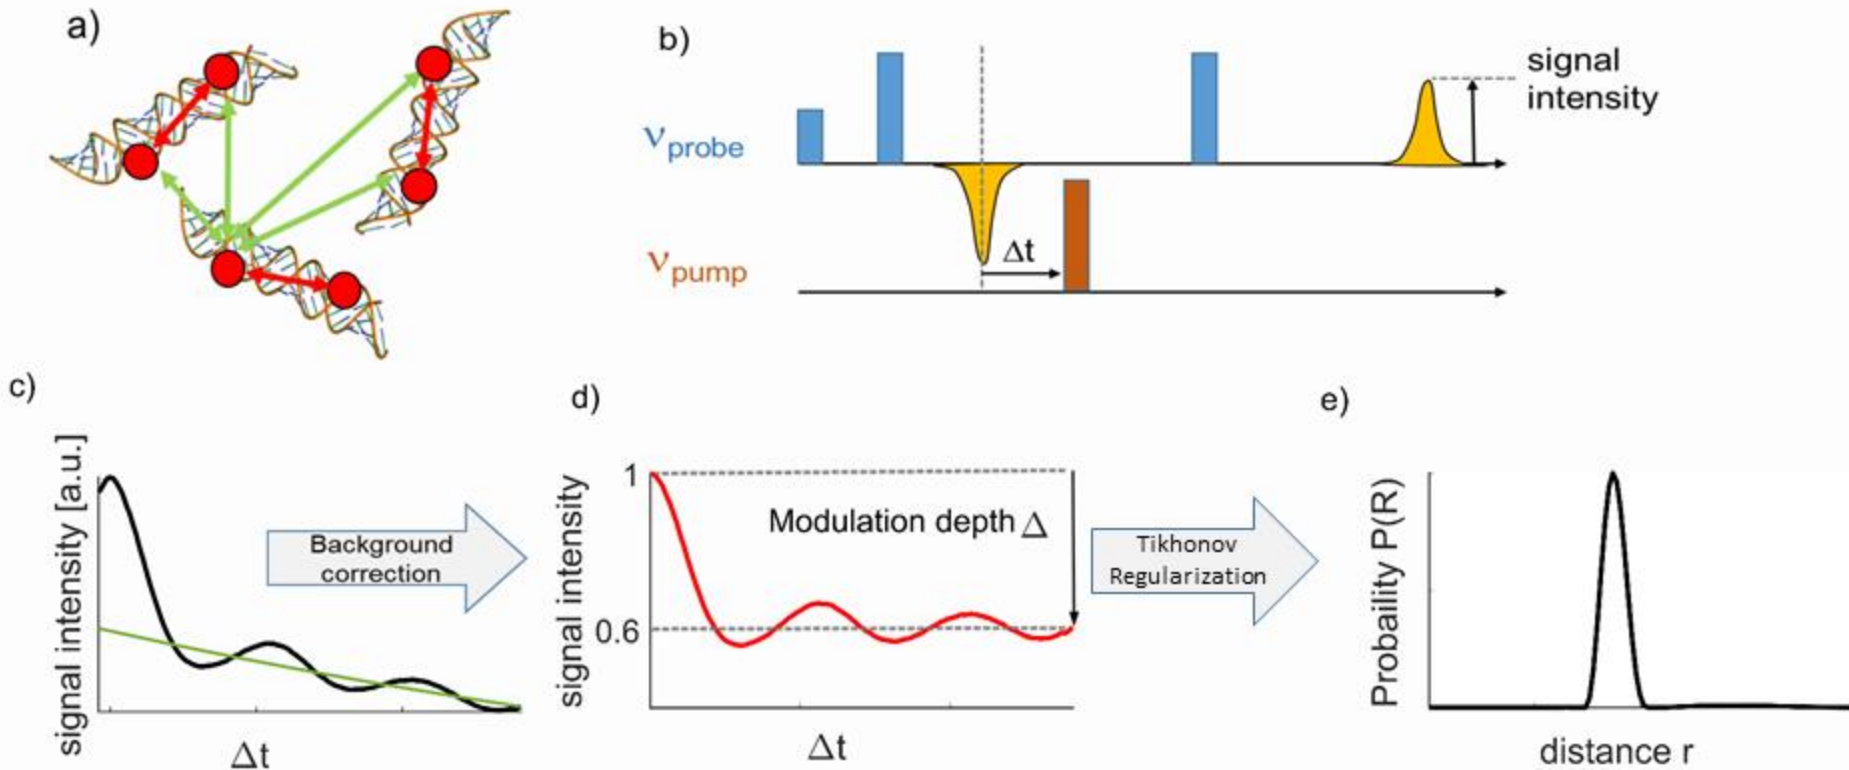 a)
b)
νprobe
νpump
Δt
signal
intensity
c)
signal intensity [a.u.]
Δt
Background
correction
d)
signal intensity
1
0.6
Modulation depth Δ
Δt
Tikhonov
Regularization
e)
Probability P(R)
distance r